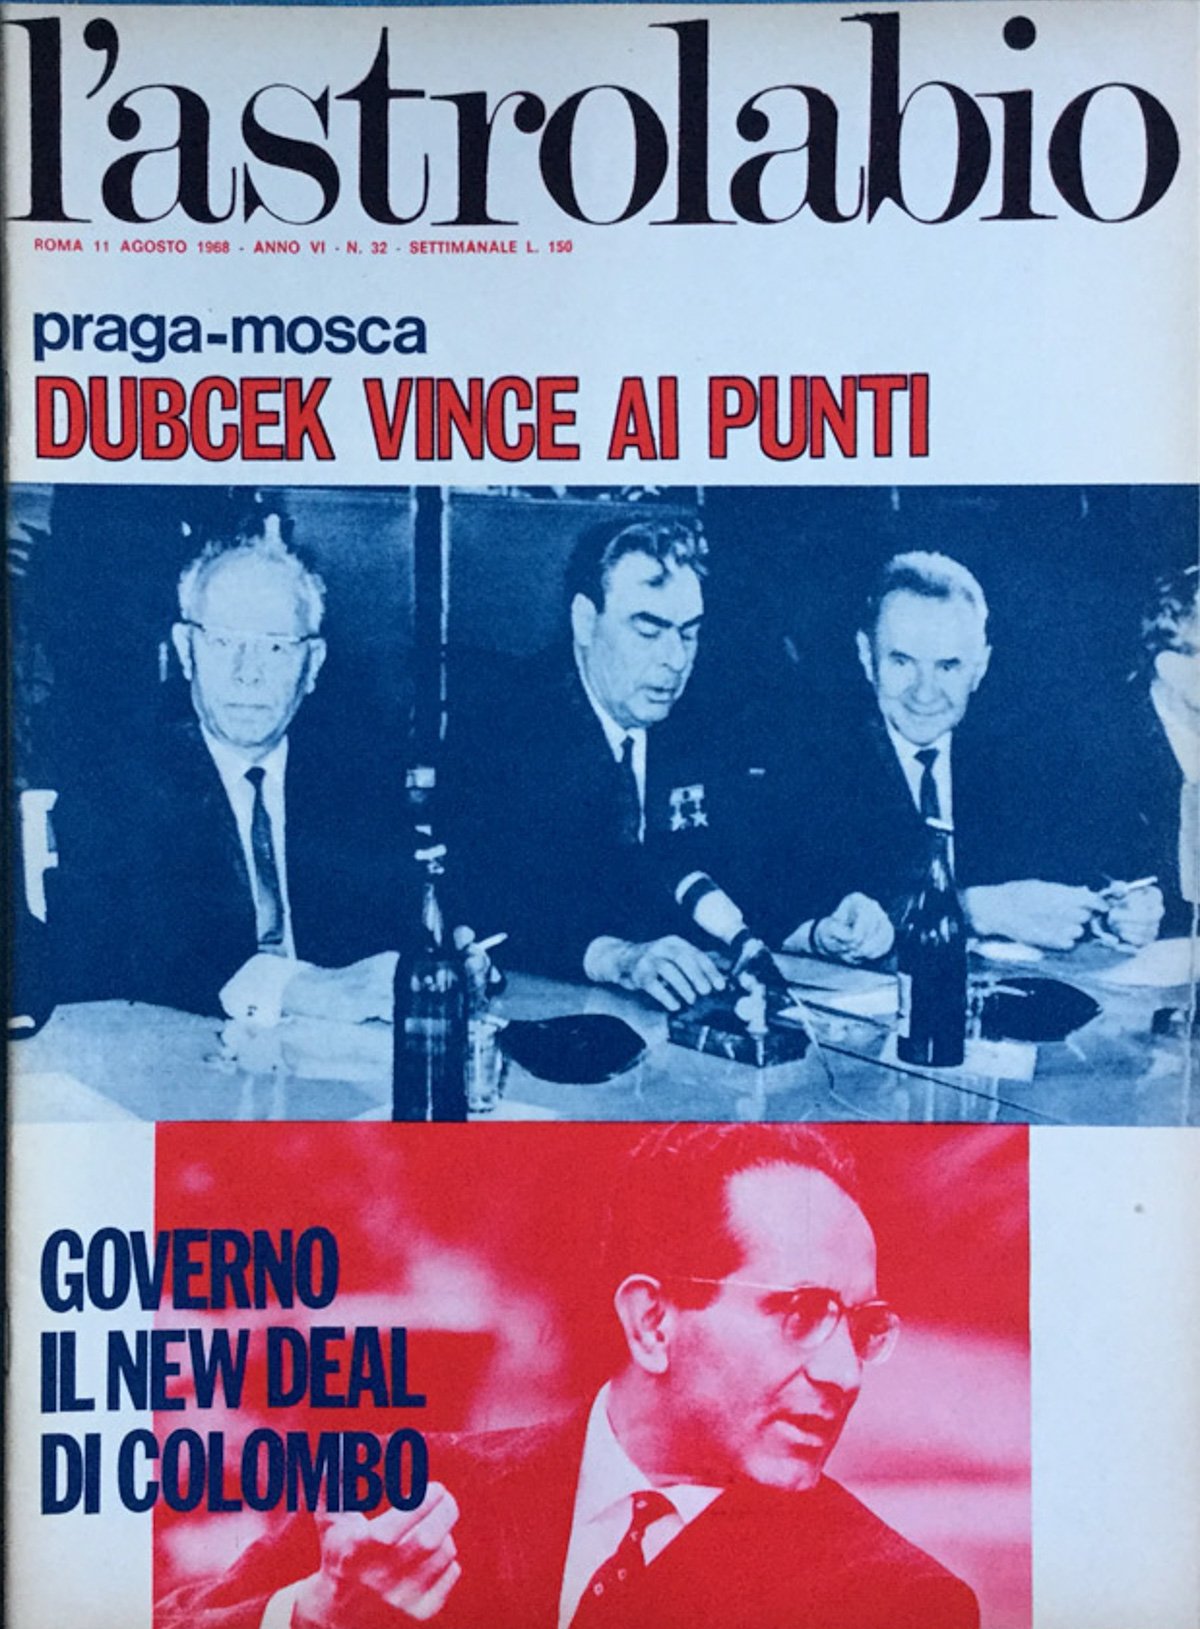 l'astrolabio
ROMA 11 AGOSTO 1968 - ANNO VI - N. 32 - SETTIMANALE L. 150
praga-mosca
DUBCEK VINCE AI PUNTI
GOVERNO
IL NEW DEAL
DI COLOMBO